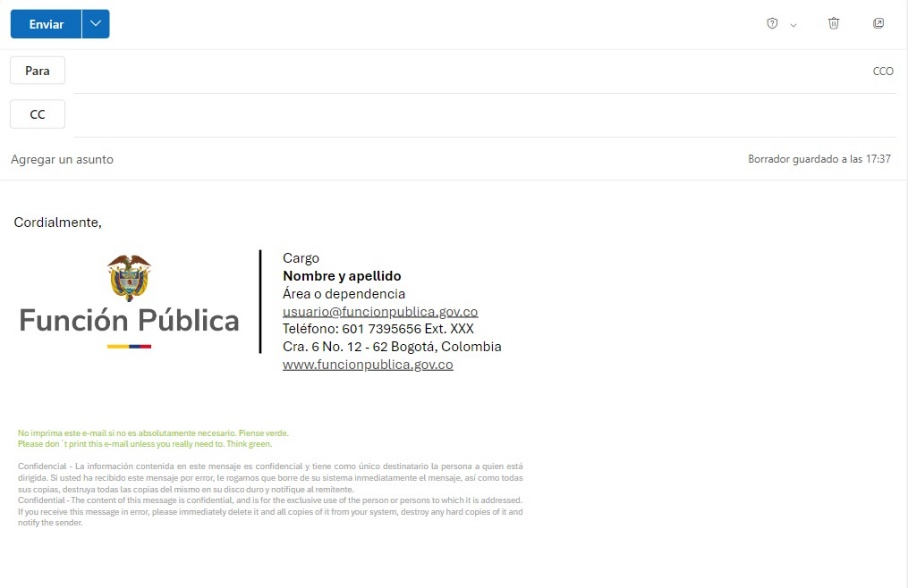 Enviar
Para
CCO
CC
Agregar un asunto
Borrador guardado a las 17:37
Cordialmente,
Función Pública
Cargo
Nombre y apellido
Área o dependencia
usuario@funcionpublica.gov.co
Teléfono: 601 7395656 Ext. XXX
Cra. 6 No. 12 - 62 Bogotá, Colombia
www.funcionpublica.gov.co
No imprima este e-mail si no es absolutamente necesario. Piense verde.
Please don ´t print this e-mail unless you really need to. Think green.
Confidencial - La información contenida en este mensaje es confidencial y tiene como único destinatario la persona a quien está
dirigida. Si usted ha recibido este mensaje por error, le rogamos que borre de su sistema inmediatamente el mensaje, así como todas
sus copias, destruya todas las copias del mismo en su disco duro y notifique al remitente.
Confidential - The content of this message is confidential, and is for the exclusive use of the person or persons to which it is addressed.
If you receive this message in error, please immediately delete it and all copies of it from your system, destroy any hard copies of it and
notify the sender.